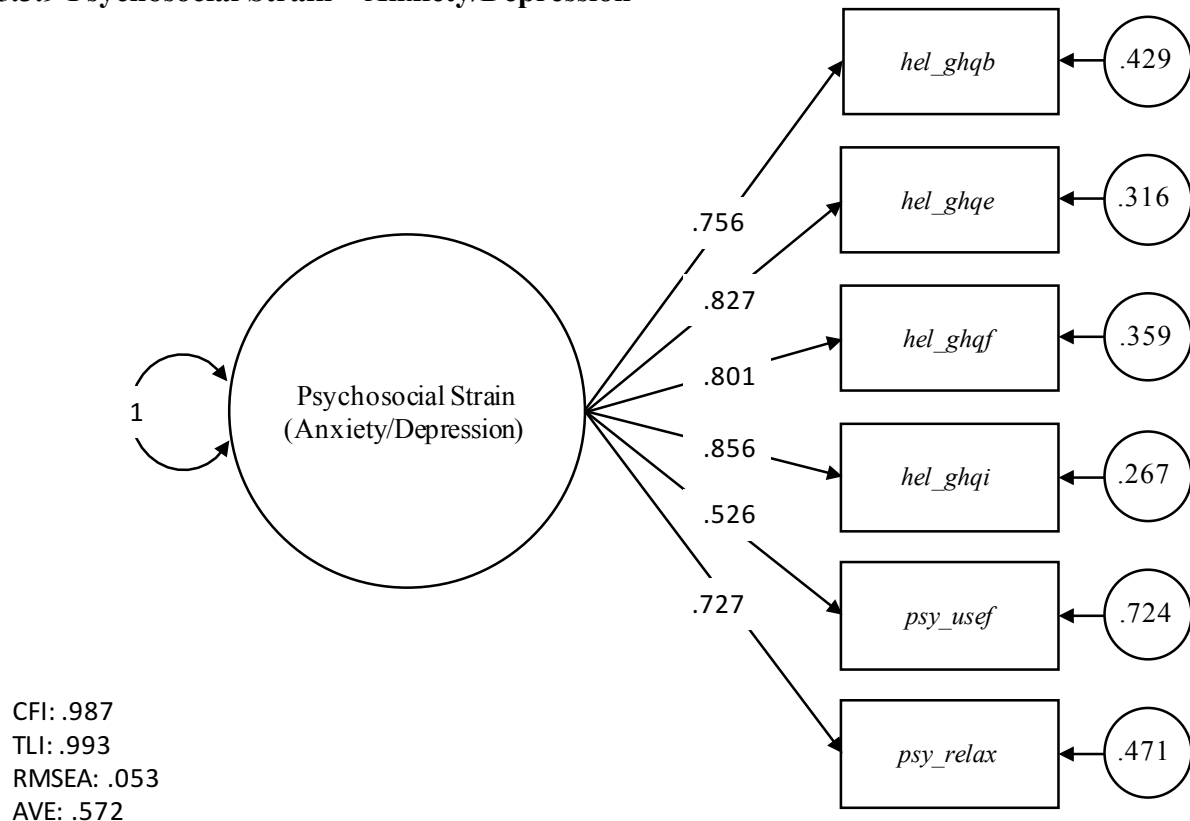 Psychosocial Strain – Anxiety/Depression
hel_ghqb
.429
.756
hel_ghqe
.316
.827
hel_ghqf
.359
.801
1
Psychosocial Strain
(Anxiety/Depression)
.856
hel_ghqi
.267
.526
psy_usef
.724
.727
psy_relax
.471
CFI: .987
TLI: .993
RMSEA: .053
AVE: .572